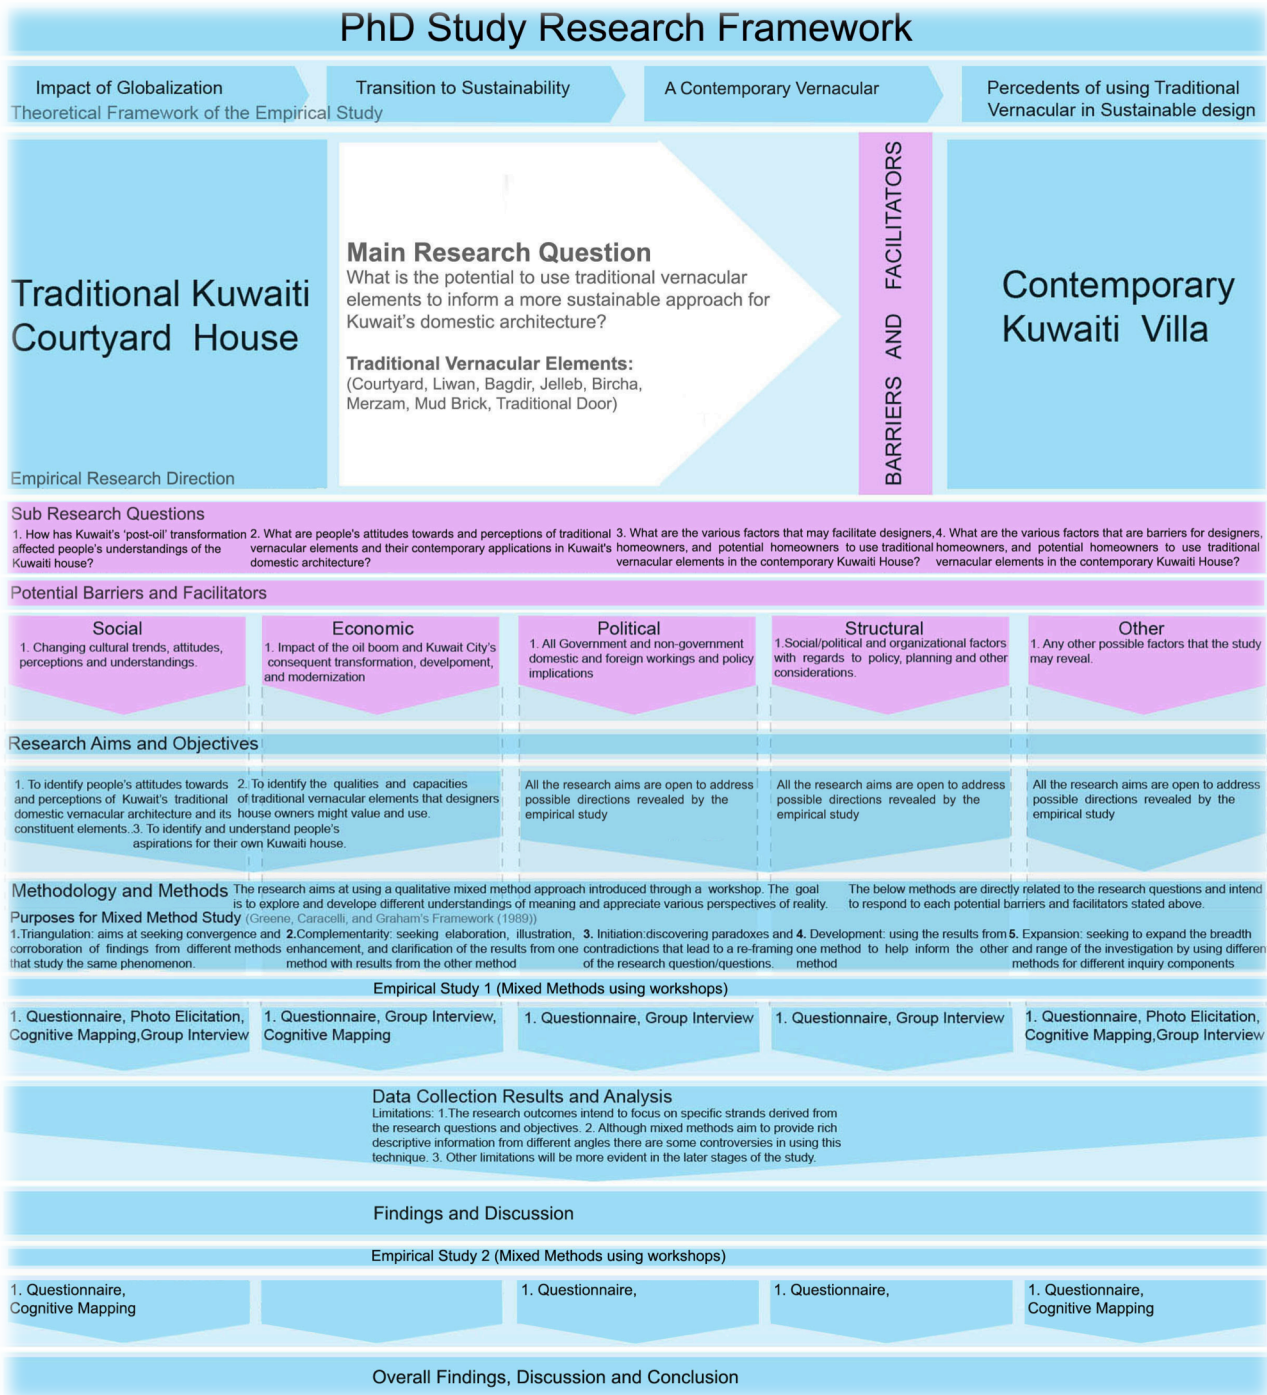 PhD Study Research Framework
Impact of Globalization
Transition to Sustainability
A Contemporary Vernacular
Percedents of using Traditional
Vernacular in Sustainable design
Theoretical Framework of the Empirical Study
Traditional Kuwaiti
Courtyard House
Empirical Research Direction
Main Research Question
What is the potential to use traditional vernacular
elements to inform a more sustainable approach for
Kuwait's domestic architecture?
Traditional Vernacular Elements:
(Courtyard, Liwan, Bagdir, Jelleb, Bircha,
Merzam, Mud Brick, Traditional Door)
BARRIERS AND FACILITATORS
Contemporary
Kuwaiti Villa
Sub Research Questions
1. How has Kuwait's 'post-oil' transformation
affected people's understandings of the
Kuwaiti house?
2. What are people's attitudes towards and perceptions of traditional
vernacular elements and their contemporary applications in Kuwait's
domestic architecture?
3. What are the various factors that may facilitate designers,
homeowners, and potential homeowners to use traditional
vernacular elements in the contemporary Kuwaiti House?
4. What are the various factors that are barriers for designers,
homeowners, and potential homeowners to use traditional
vernacular elements in the contemporary Kuwaiti House?
Potential Barriers and Facilitators
Social
1. Changing cultural trends, attitudes,
perceptions and understandings.
Economic
1. Impact of the oil boom and Kuwait City's
consequent transformation, develpoment,
and modernization
Political
1. All Government and non-government
domestic and foreign workings and policy
implications
Structural
1.Social/political and organizational factors
with regards to policy, planning and other
considerations.
Other
1. Any other possible factors that the study
may reveal.
Research Aims and Objectives
1. To identify people's attitudes towards
and perceptions of Kuwait's traditional
domestic vernacular architecture and its
constituent elements.
2. To identify the qualities and capacities
of traditional vernacular elements that designers
house owners might value and use.
3. To identify and understand people's
aspirations for their own Kuwaiti house.
All the research aims are open to address
possible directions revealed by the
empirical study
All the research aims are open to address
possible directions revealed by the
empirical study
All the research aims are open to address
possible directions revealed by the
empirical study
Methodology and Methods
The research aims at using a qualitative mixed method approach introduced through a workshop. The goal
is to explore and develope different understandings of meaning and appreciate various perspectives of reality.
The below methods are directly related to the research questions and intend
to respond to each potential barriers and facilitators stated above.
Purposes for Mixed Method Study (Greene, Caracelli, and Graham's Framework (1989))
1.Triangulation: aims at seeking convergence and
corroboration of findings from different methods
that study the same phenomenon.
2.Complementarity: seeking elaboration, illustration,
enhancement, and clarification of the results from one
method with results from the other method
3. Initiation:discovering paradoxes and
contradictions that lead to a re-framing
of the research question/questions.
4. Development: using the results from
one method to help inform the other
method
5. Expansion: seeking to expand the breadth
and range of the investigation by using differen
methods for different inquiry components
Empirical Study 1 (Mixed Methods using workshops)
1. Questionnaire, Photo Elicitation,
Cognitive Mapping,Group Interview
1. Questionnaire, Group Interview,
Cognitive Mapping
1. Questionnaire, Group Interview
1. Questionnaire, Group Interview
1. Questionnaire, Photo Elicitation,
Cognitive Mapping,Group Interview
Data Collection Results and Analysis
Limitations: 1.The research outcomes intend to focus on specific strands derived from
the research questions and objectives. 2. Although mixed methods aim to provide rich
descriptive information from different angles there are some controversies in using this
technique. 3. Other limitations will be more evident in the later stages of the study.
Findings and Discussion
Empirical Study 2 (Mixed Methods using workshops)
1. Questionnaire,
Cognitive Mapping
1. Questionnaire,
1. Questionnaire,
1. Questionnaire,
Cognitive Mapping
Overall Findings, Discussion and Conclusion